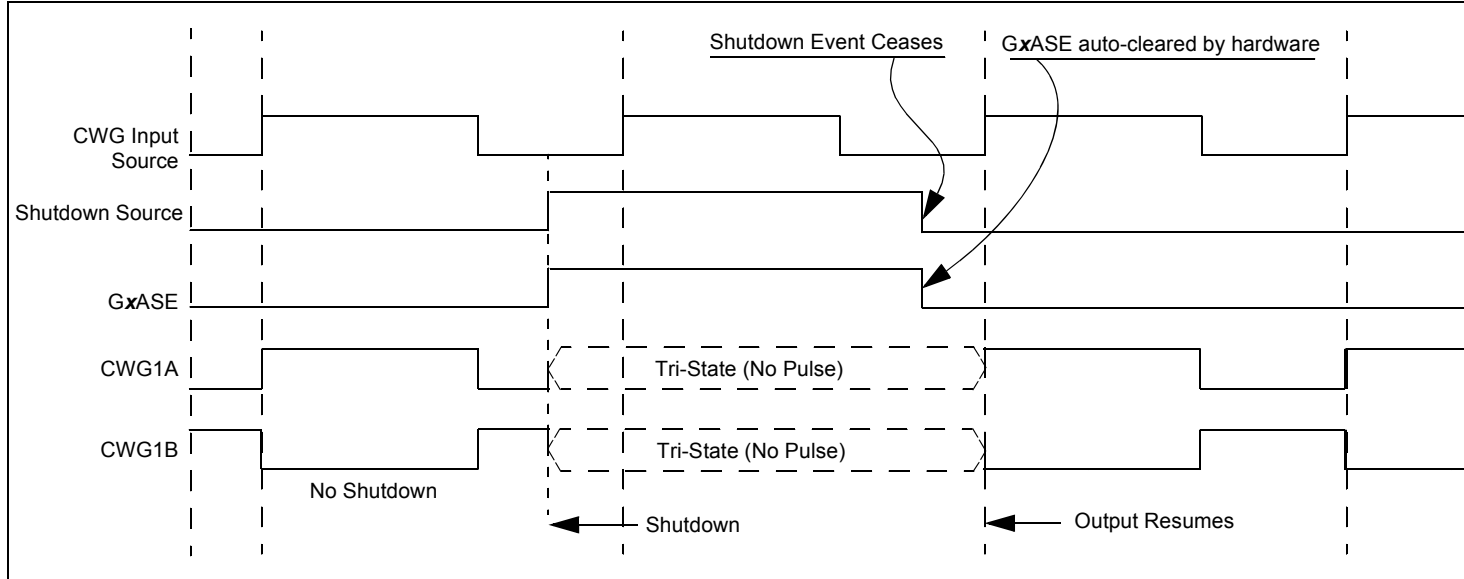 Shutdown Event Ceases
GxASE auto-cleared by hardware
CWG Input
Source
Shutdown Source
GxASE
CWG1A
Tri-State (No Pulse)
CWG1B
Tri-State (No Pulse)
No Shutdown
Shutdown
Output Resumes